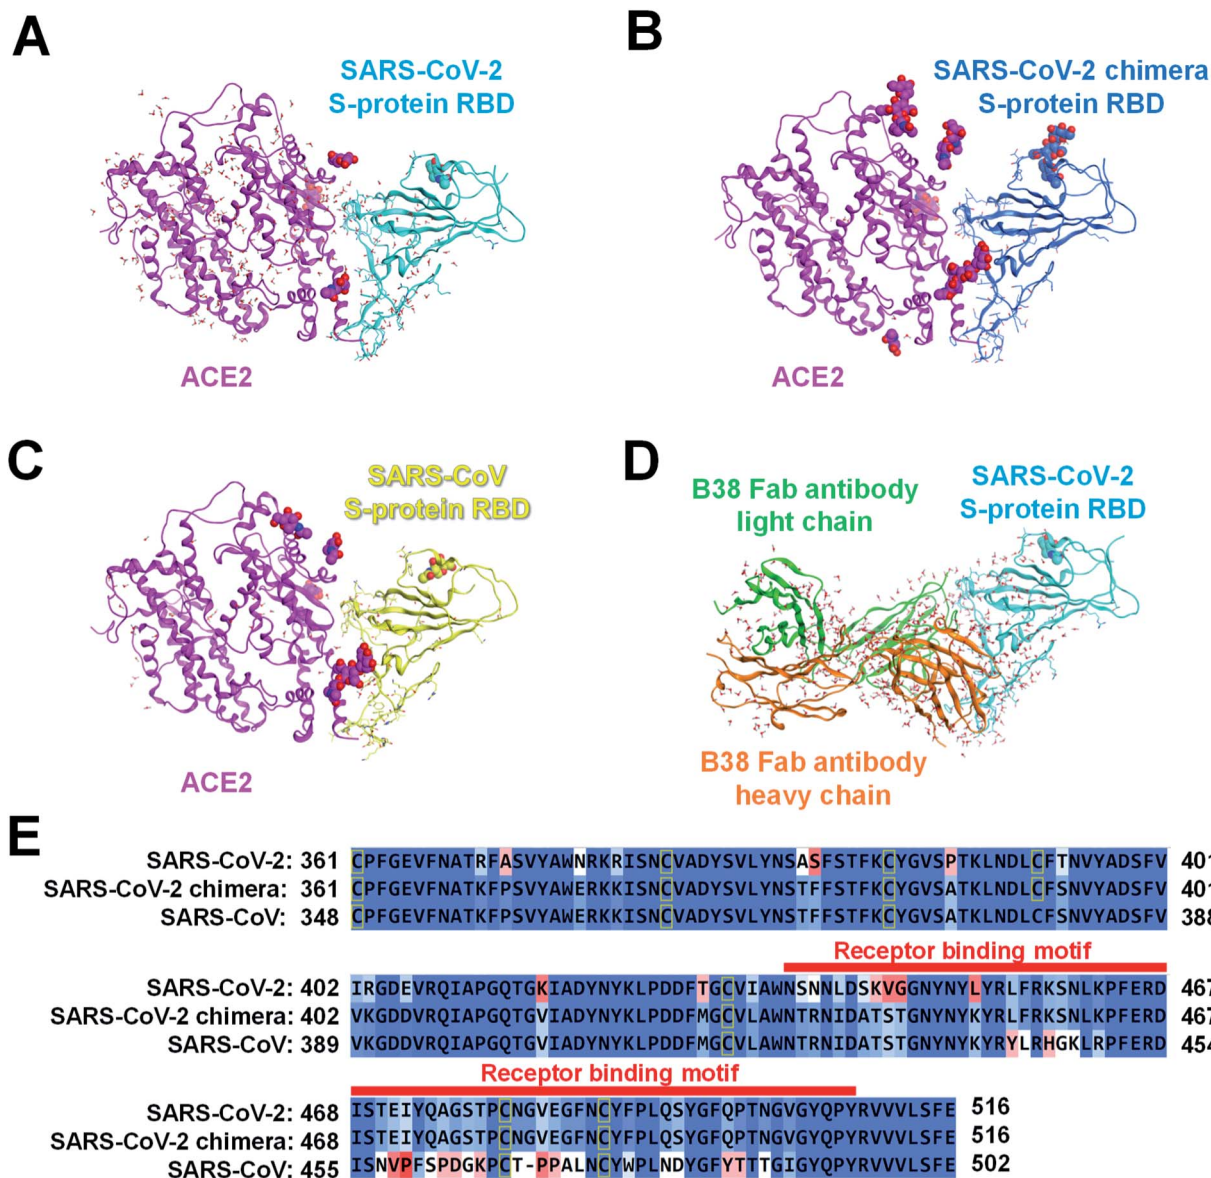 A
SARS-CoV-2
S-protein RBD
ACE2
B
SARS-CoV-2 chimera
S-protein RBD
ACE2
C
SARS-CoV
S-protein RBD
ACE2
D
B38 Fab antibody
light chain
SARS-CoV-2
S-protein RBD
B38 Fab antibody
heavy chain
E
SARS-CoV-2: 361 CPFGEVFNATRFASVYAWNRKRISNCVADYSVLYNSASFSTFKCYGVSPTKLNDLCFTNVYADSFV 401
SARS-CoV-2 chimera: 361 CPFGEVFNATKFPSVYAWERKKISNCVADYSVLYNSTFFSTFKCYGVSATKLNDLCFSNVYADSFV 401
SARS-CoV: 348 CPFGEVFNATKFPSVYAWERKKISNCVADYSVLYNSTFFSTFKCYGVSATKLNDLCFSNVYADSFV 388
Receptor binding motif
SARS-CoV-2: 402 IRGDEVRQIAPGQTGKIADYNYKLPDDFTGCVIAWNSNNLDSKVGGNYNYLYRLFRKSNLKPFERD 467
SARS-CoV-2 chimera: 402 VKGDDVRQIAPGQTGVIADYNYKLPDDFMGCVLAWNTRNIDATSTGNYNYKYRLFRKSNLKPFERD 467
SARS-CoV: 389 VKGDDVRQIAPGQTGVIADYNYKLPDDFMGCVLAWNTRNIDATSTGNYNYKYRYLRHGKLRPFERD 454
Receptor binding motif
SARS-CoV-2: 468 ISTEIYQAGSTPCNGVEGFNCYFPLQSYGFQPTNGVGYQPYRVVVLSFE 516
SARS-CoV-2 chimera: 468 ISTEIYQAGSTPCNGVEGFNCYFPLQSYGFQPTNGVGYQPYRVVVLSFE 516
SARS-CoV: 455 ISNVPFSPDGKPCT-PPALNCYWPLNDYGFYTTTGIGYQPYRVVVLSFE 502